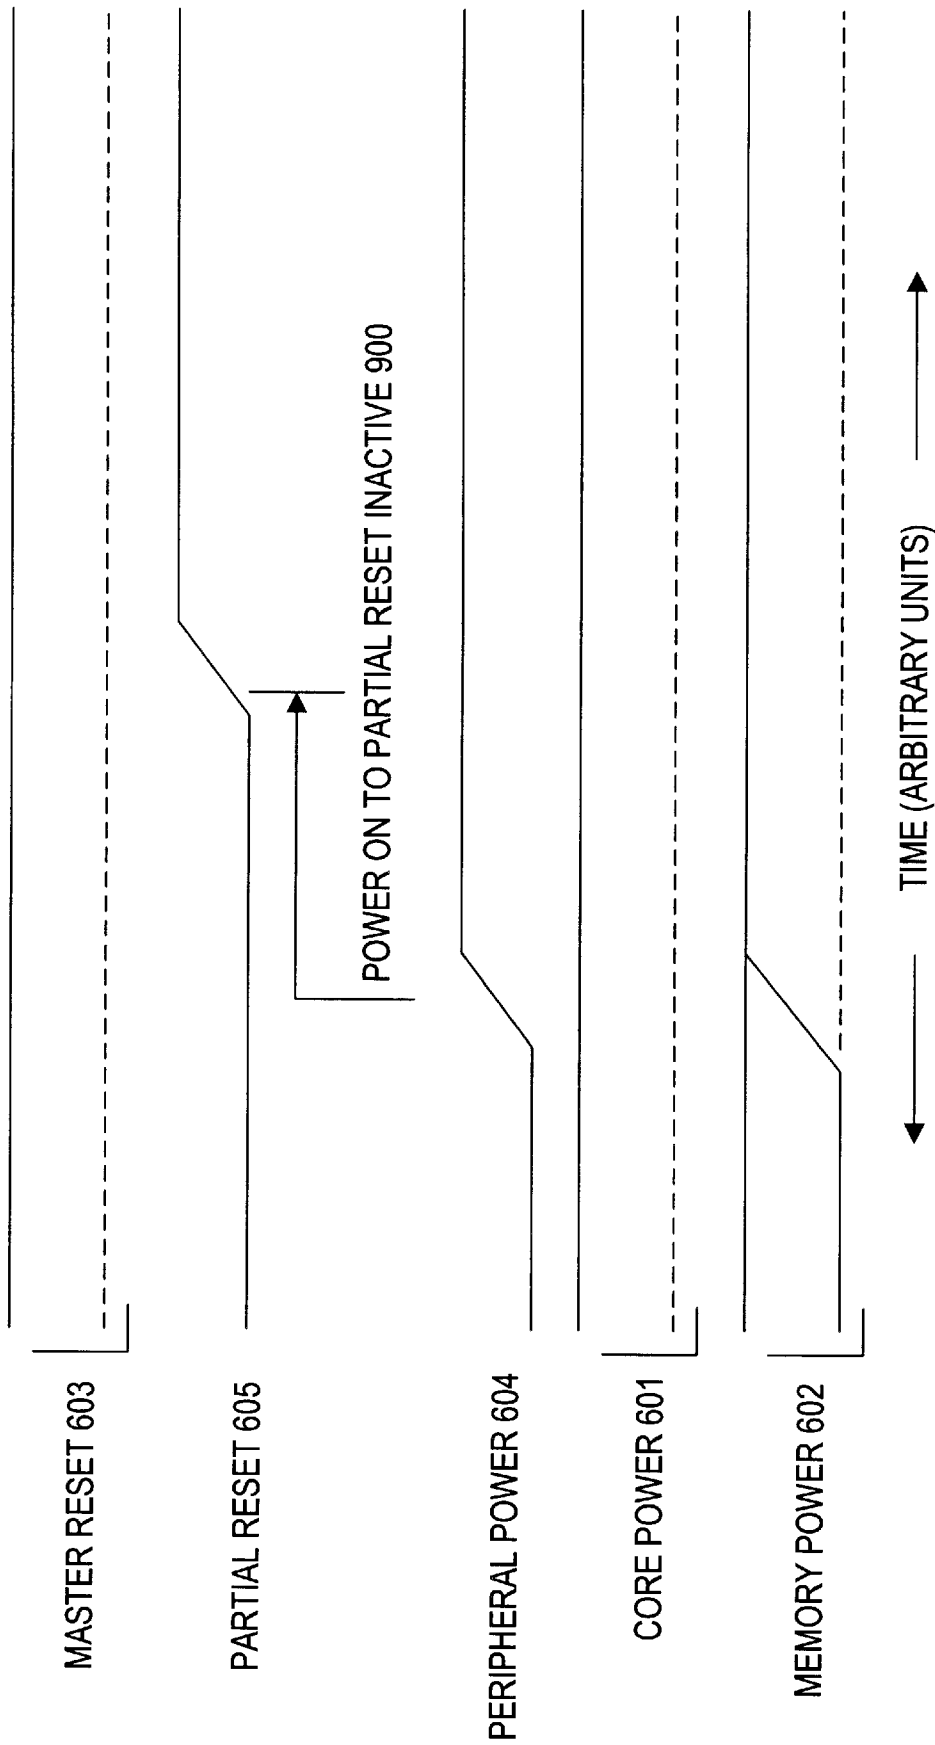 MASTER RESET 603
PARTIAL RESET 605
POWER ON TO PARTIAL RESET INACTIVE 900
PERIPHERAL POWER 604
CORE POWER 601
MEMORY POWER 602
TIME (ARBITRARY UNITS)